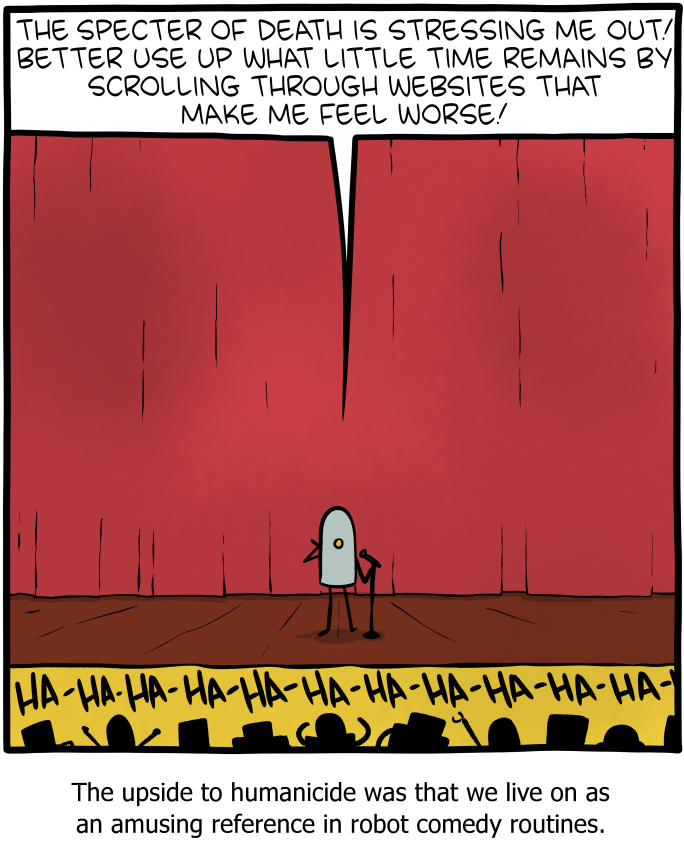 THE SPECTER OF DEATH IS STRESSING ME OUT!
BETTER USE UP WHAT LITTLE TIME REMAINS BY
SCROLLING THROUGH WEBSITES THAT
MAKE ME FEEL WORSE!
HA-HA-HA-HA-HA-HA-HA-HA-HA-HA-HA-
The upside to humanicide was that we live on as
an amusing reference in robot comedy routines.